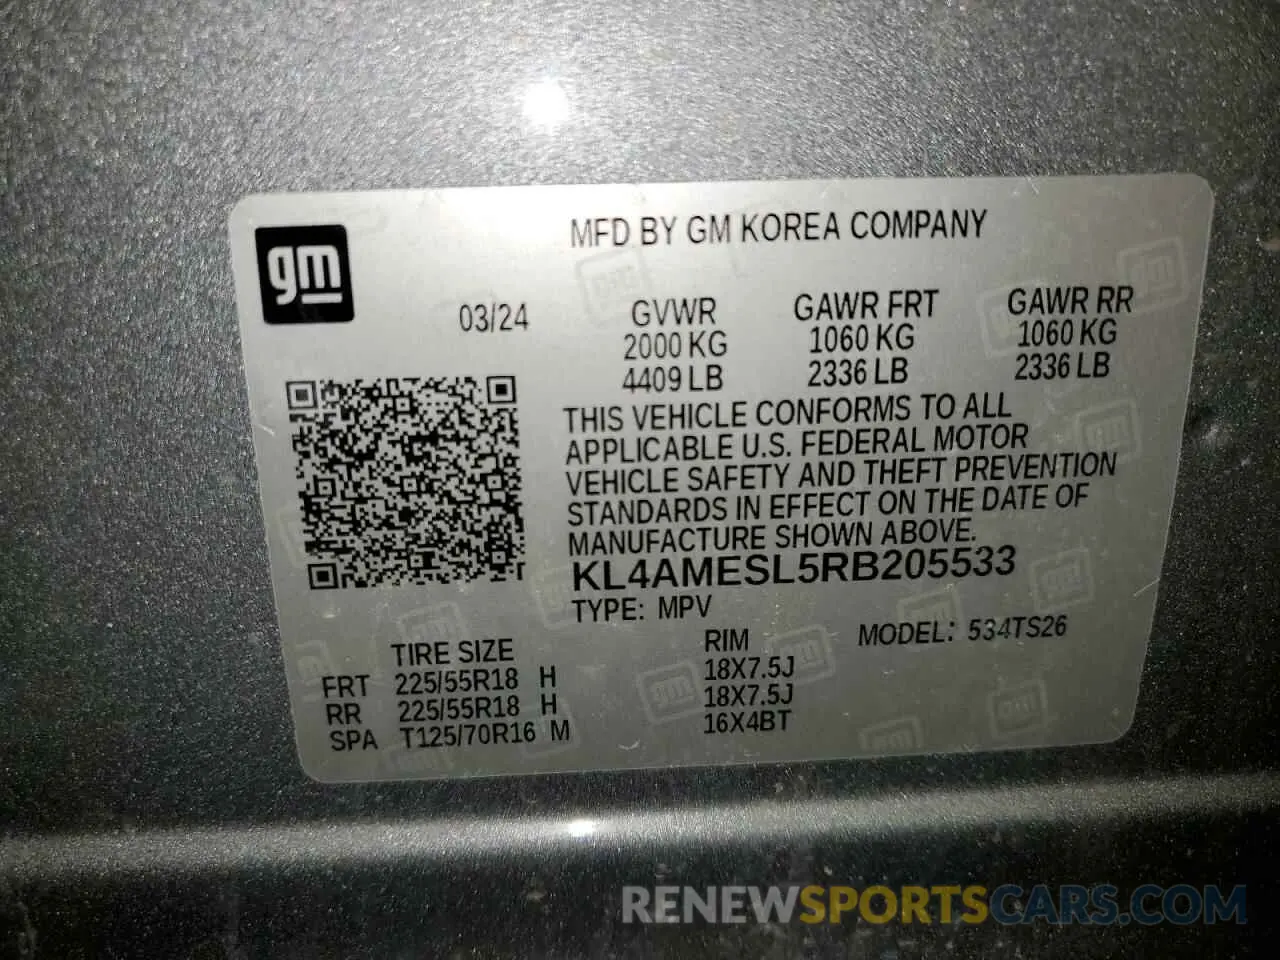 gm
MFD BY GM KOREA COMPANY
03/24
GVWR GAWR FRT GAWR RR
2000 KG 1060 KG 1060 KG
4409 LB 2336 LB 2336 LB
THIS VEHICLE CONFORMS TO ALL
APPLICABLE U.S. FEDERAL MOTOR
VEHICLE SAFETY AND THEFT PREVENTION
STANDARDS IN EFFECT ON THE DATE OF
MANUFACTURE SHOWN ABOVE.
KL4AMESL5RB205533
TYPE: MPV
MODEL: 534TS26
TIRE SIZE RIM
FRT 225/55R18 H 18X7.5J
RR 225/55R18 H 18X7.5J
SPA T125/70R16 M 16X4BT
RENEWSPORTSCARS.COM